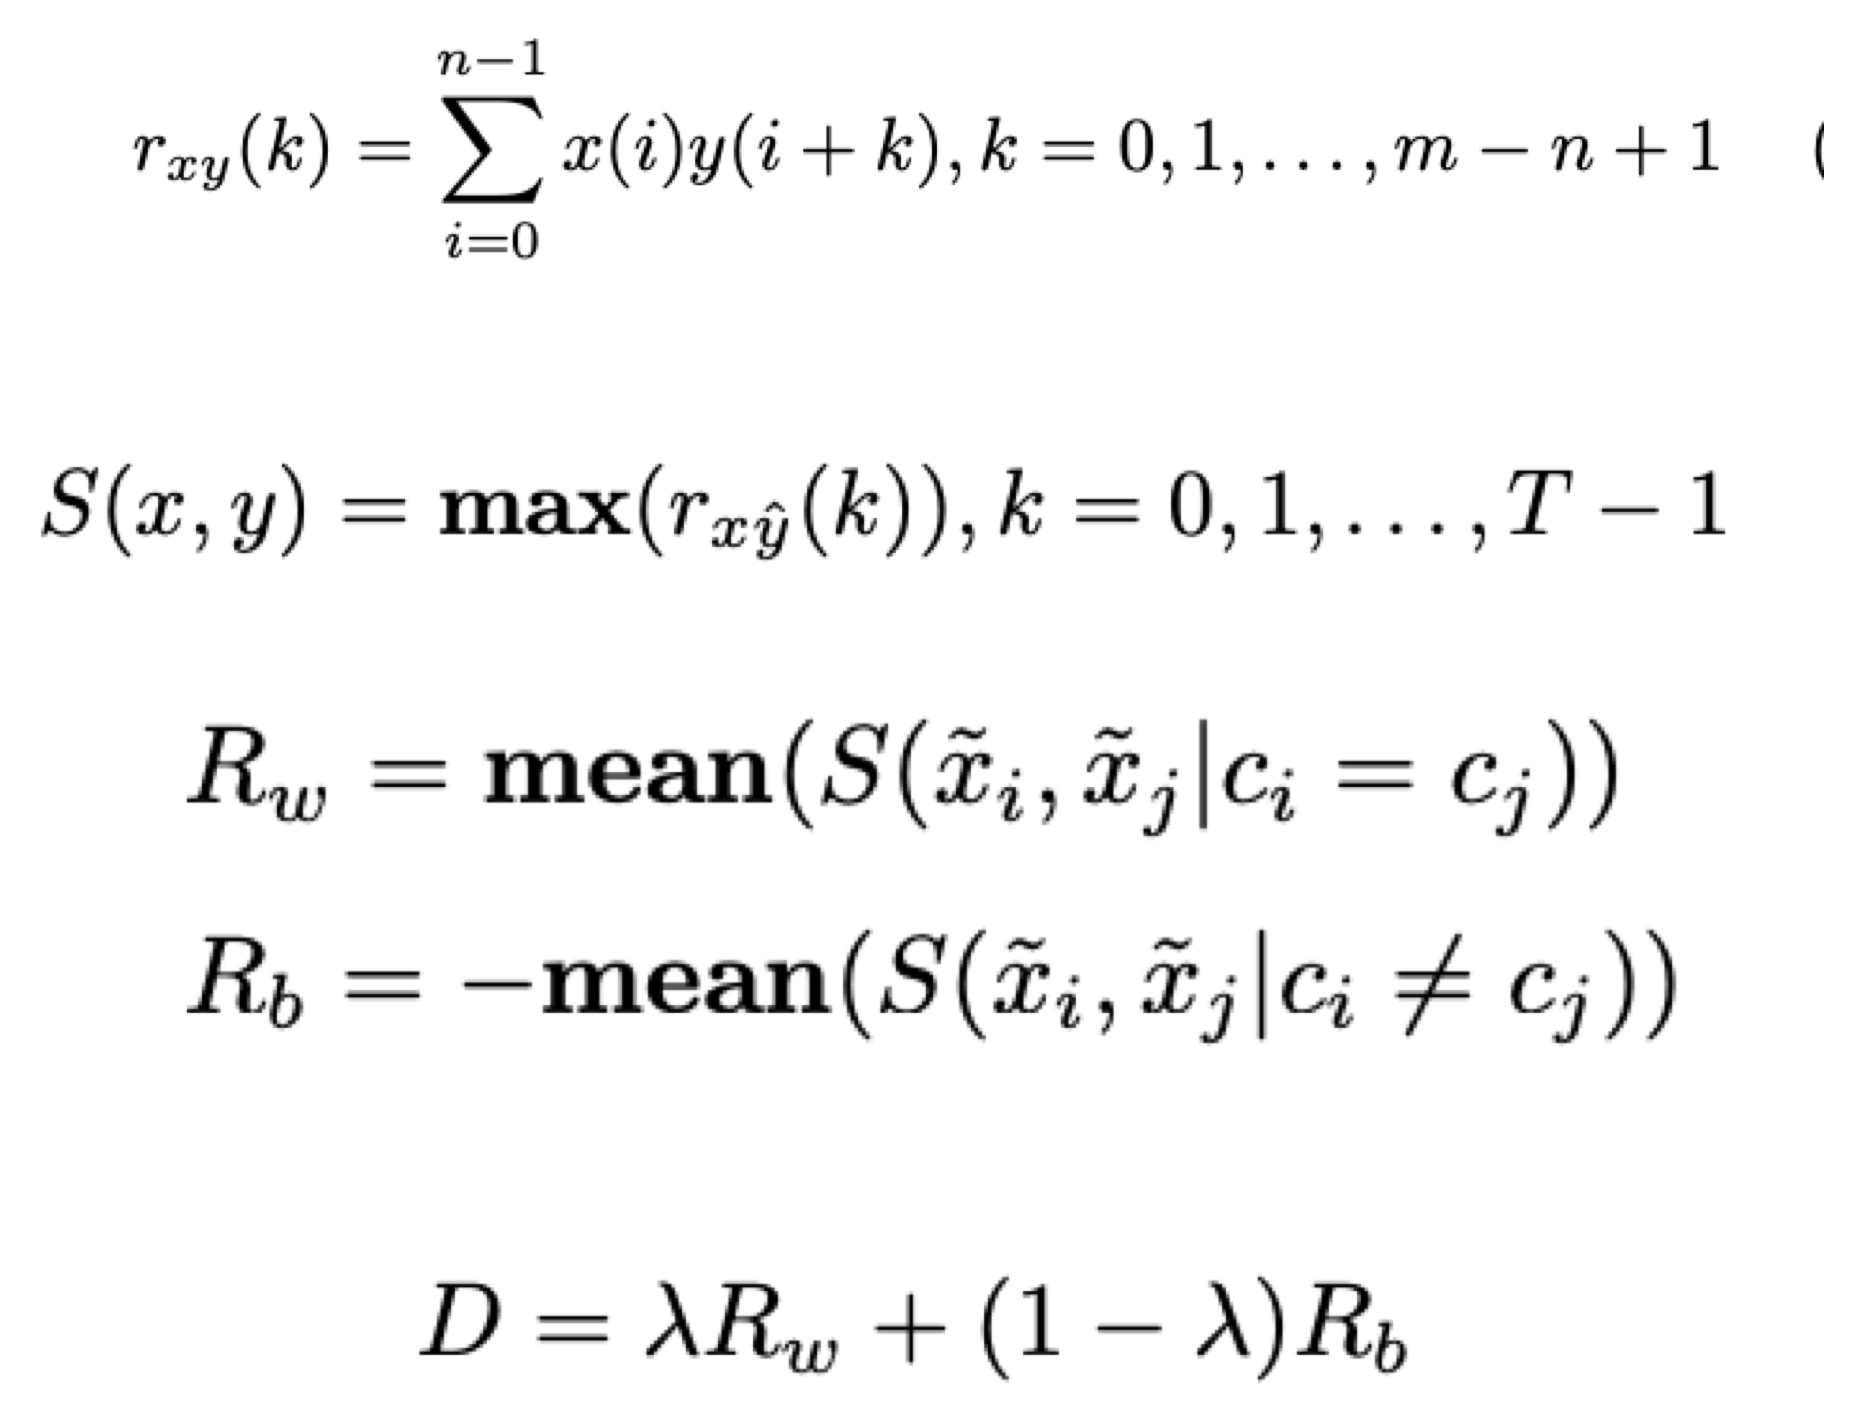 r_{xy}(k) = \sum_{i=0}^{n-1} x(i)y(i + k), k = 0, 1, \ldots, m - n + 1 (
S(x, y) = \mathbf{max}(r_{x\hat{y}}(k)), k = 0, 1, \ldots, T - 1
R_w = \mathbf{mean}(S(\tilde{x}_i, \tilde{x}_j | c_i = c_j))
R_b = -\mathbf{mean}(S(\tilde{x}_i, \tilde{x}_j | c_i \neq c_j))
D = \lambda R_w + (1 - \lambda) R_b